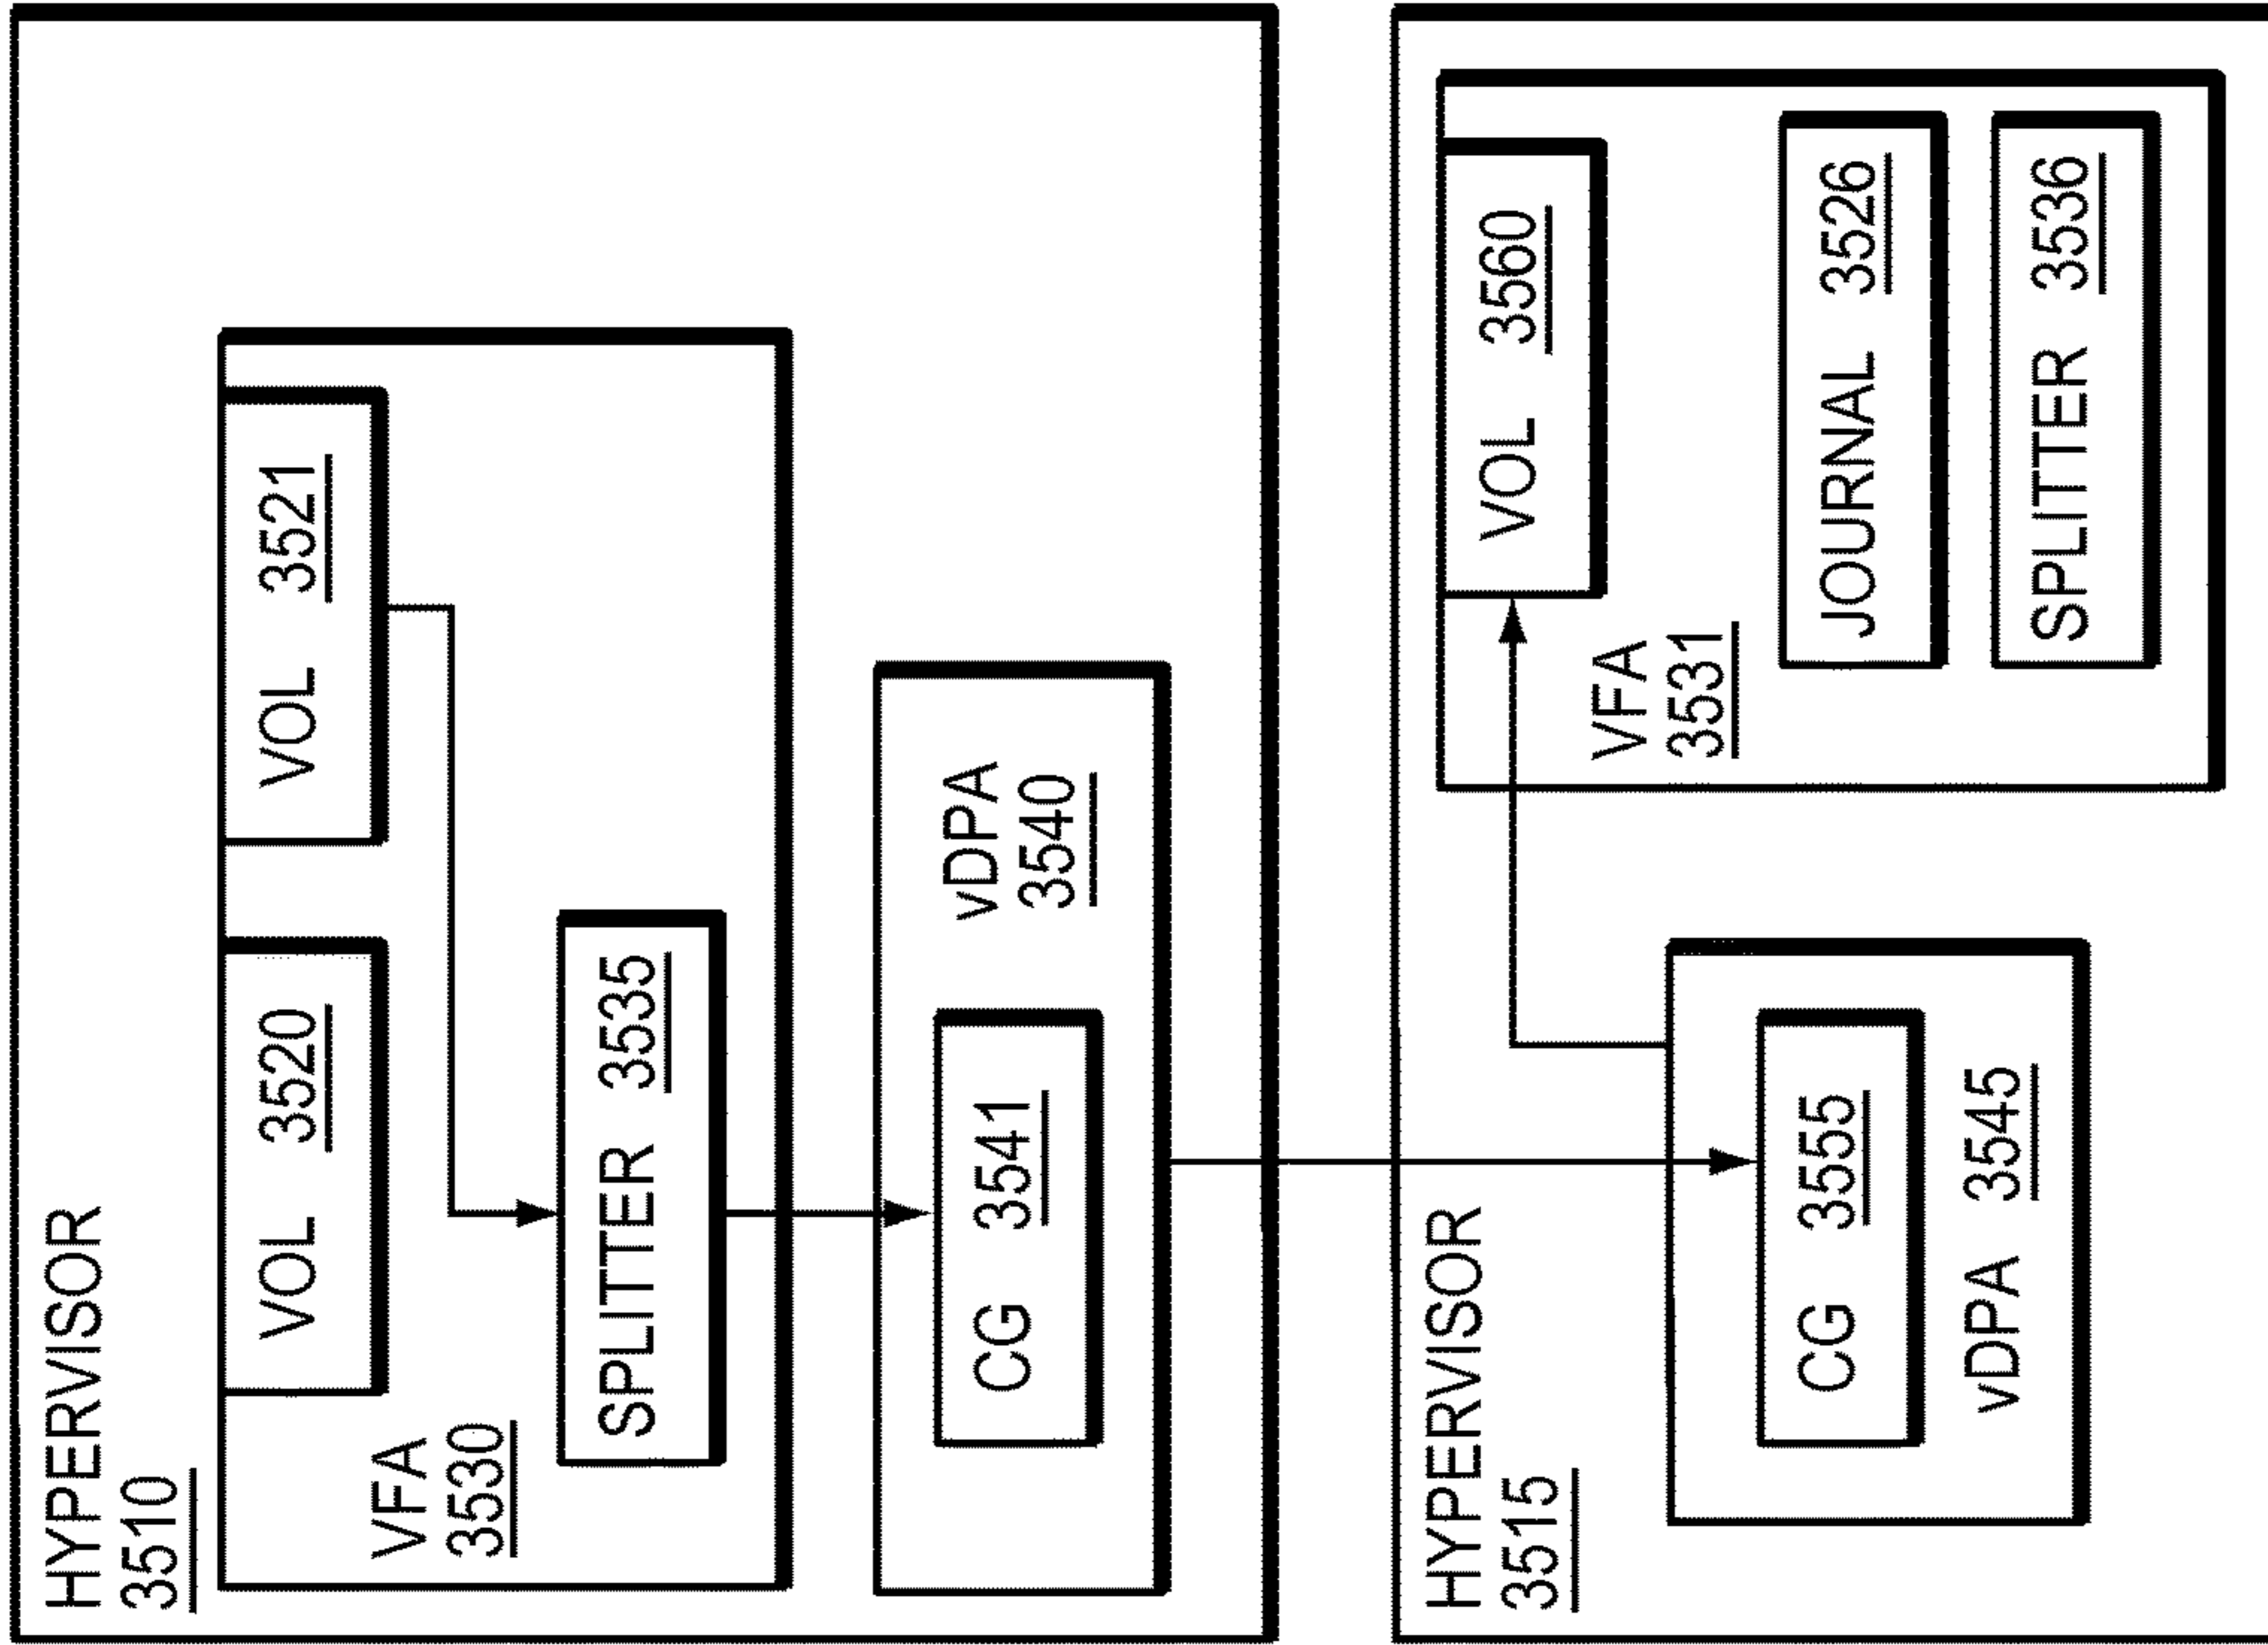 HYPERVISOR
3510
VOL 3520
VOL 3521
VFA
3530
SPLITTER 3535
CG 3541
vDPA
3540
HYPERVISOR
3515
CG 3555
vDPA 3545
VOL 3560
VFA
3531
JOURNAL 3526
SPLITTER 3536